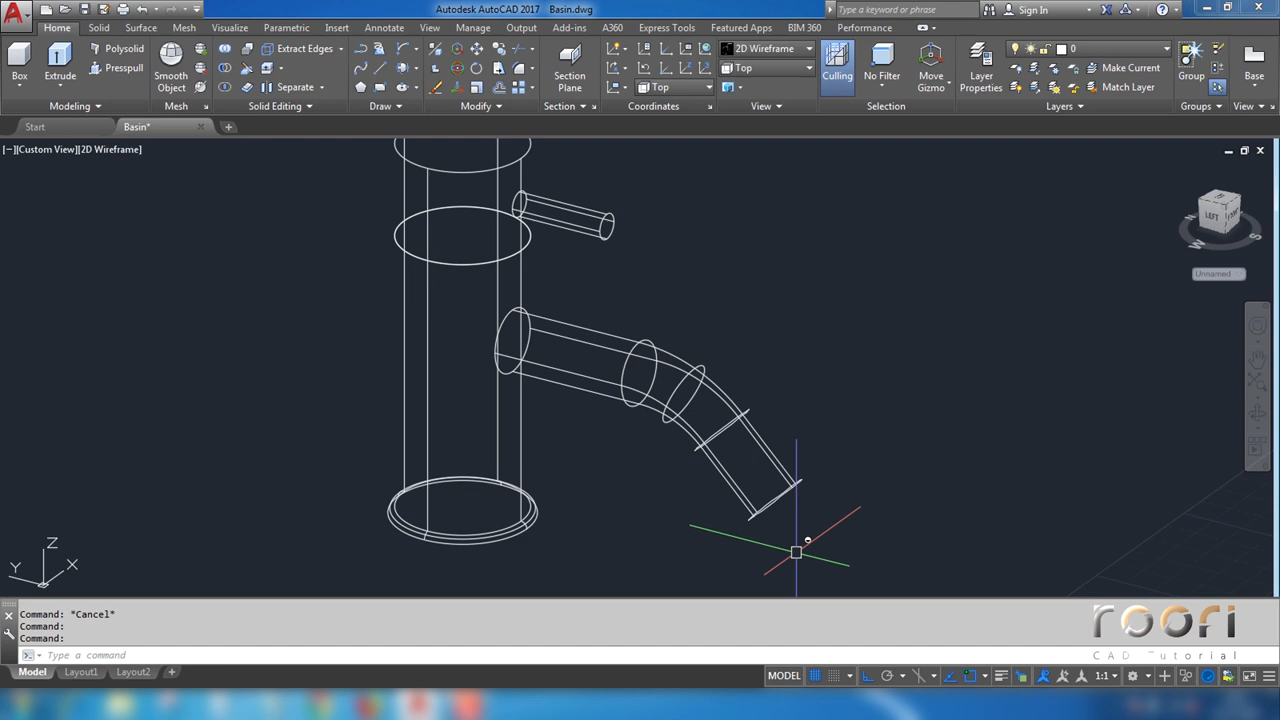 Autodesk AutoCAD 2017 Basin.dwg
Type a keyword or phrase
Sign In
Home Solid Surface Mesh Parametric Insert Annotate View Manage Output Add-ins A360 Express Tools Featured Apps BIM 360 Performance
Box
Extrude
Polysolid
Presspull
Modeling
Smooth Object
Mesh
Extract Edges
Separate
Solid Editing
Draw
Modify
Section Plane
Section
Coordinates
Top
2D Wireframe
Top
View
Culling
No Filter
Move Gizmo
Selection
Layer Properties
0
Make Current
Match Layer
Layers
Group
Groups
Base
View
Start
Basin*
[−][Custom View][2D Wireframe]
LEFT
N
W
S
Unnamed
Z
Y
X
Command: *Cancel*
Command:
Command:
Type a command
roori
CAD Tutorial
Model Layout1 Layout2
MODEL
1:1